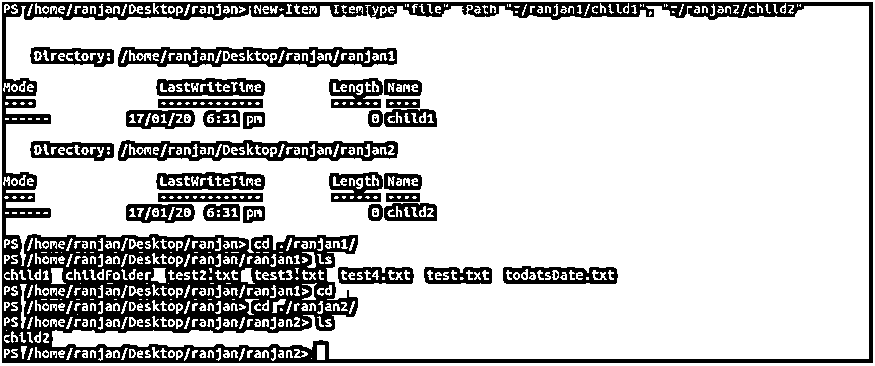 PS /home/ranjan/Desktop/ranjan> New-Item -ItemType "file" -Path "./ranjan1/child1", "./ranjan2/child2"
Directory: /home/ranjan/Desktop/ranjan/ranjan1
Mode LastWriteTime Length Name
---- ------------- ------ ----
------ 17/01/20 6:31 pm 0 child1
Directory: /home/ranjan/Desktop/ranjan/ranjan2
Mode LastWriteTime Length Name
---- ------------- ------ ----
------ 17/01/20 6:31 pm 0 child2
PS /home/ranjan/Desktop/ranjan> cd ./ranjan1/
PS /home/ranjan/Desktop/ranjan/ranjan1> ls
child1 childFolder test2.txt test3.txt test4.txt test.txt todatsDate.txt
PS /home/ranjan/Desktop/ranjan/ranjan1> cd
PS /home/ranjan/Desktop/ranjan> cd ./ranjan2/
PS /home/ranjan/Desktop/ranjan/ranjan2> ls
child2
PS /home/ranjan/Desktop/ranjan/ranjan2>